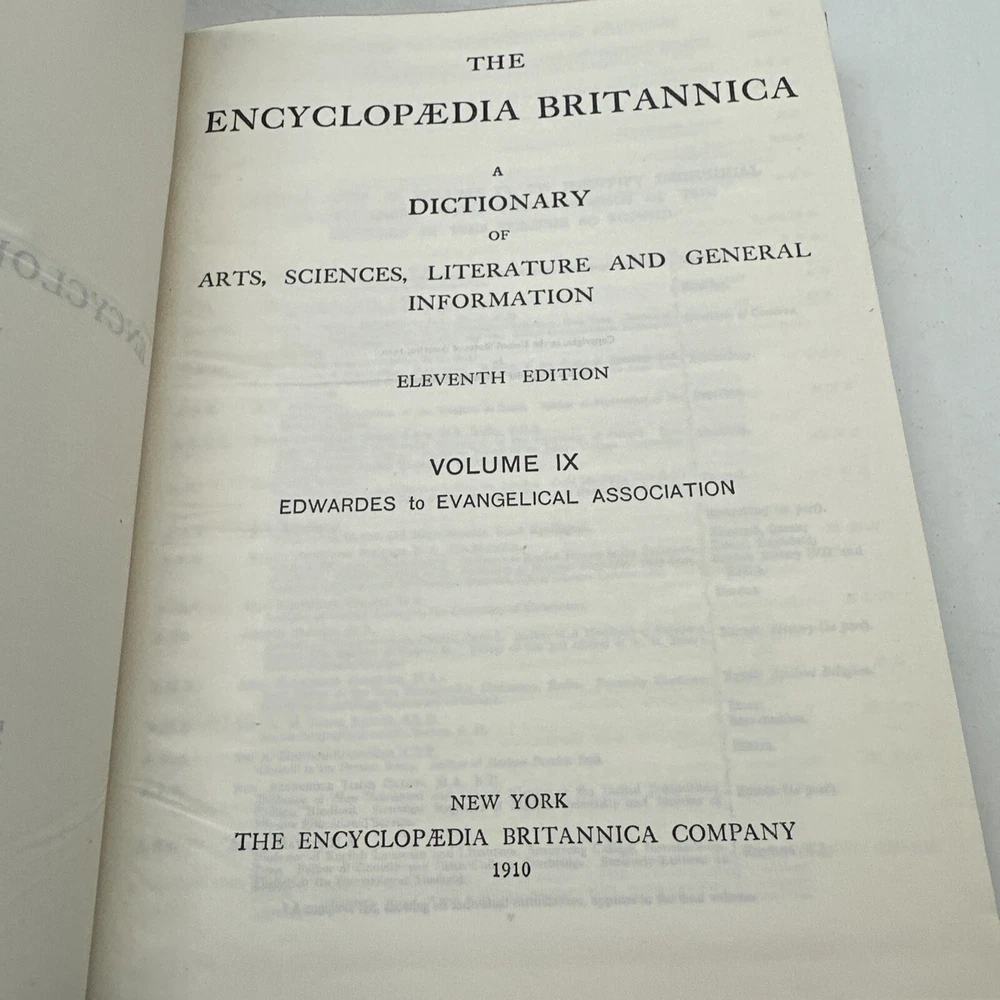 THE
ENCYCLOPÆDIA BRITANNICA
A
DICTIONARY
OF
ARTS, SCIENCES, LITERATURE AND GENERAL
INFORMATION
ELEVENTH EDITION
VOLUME IX
EDWARDES to EVANGELICAL ASSOCIATION
NEW YORK
THE ENCYCLOPÆDIA BRITANNICA COMPANY
1910